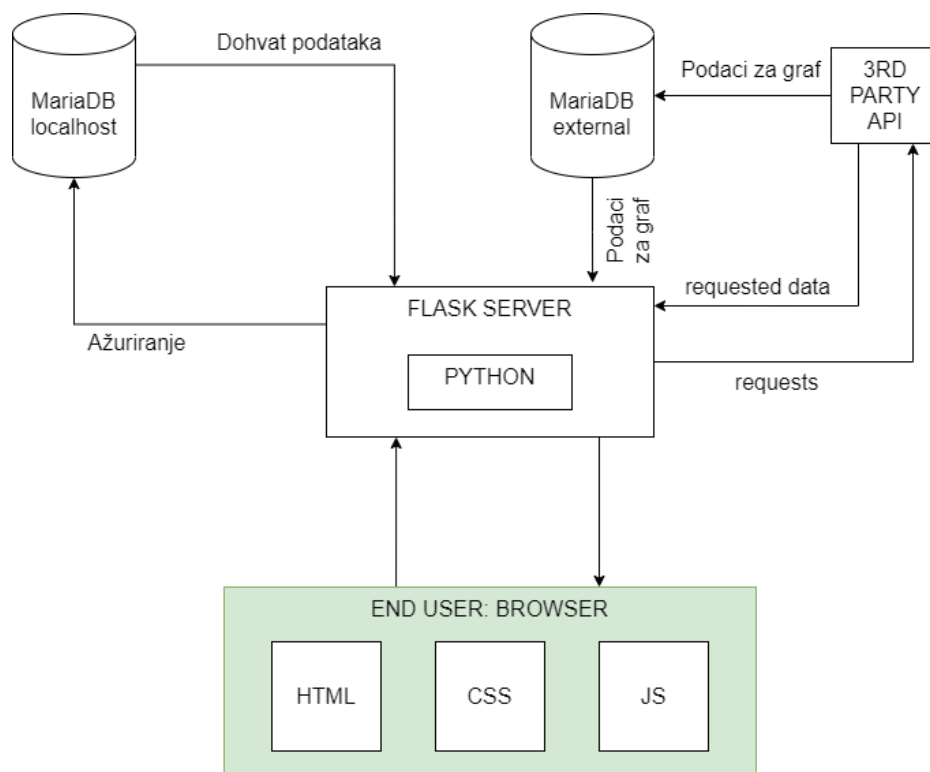 Dohvat podataka
MariaDB
localhost
MariaDB
external
Podaci za graf
3RD
PARTY
API
Podaci
za graf
requested data
FLASK SERVER
Ažuriranje
PYTHON
requests
END USER: BROWSER
HTML
CSS
JS